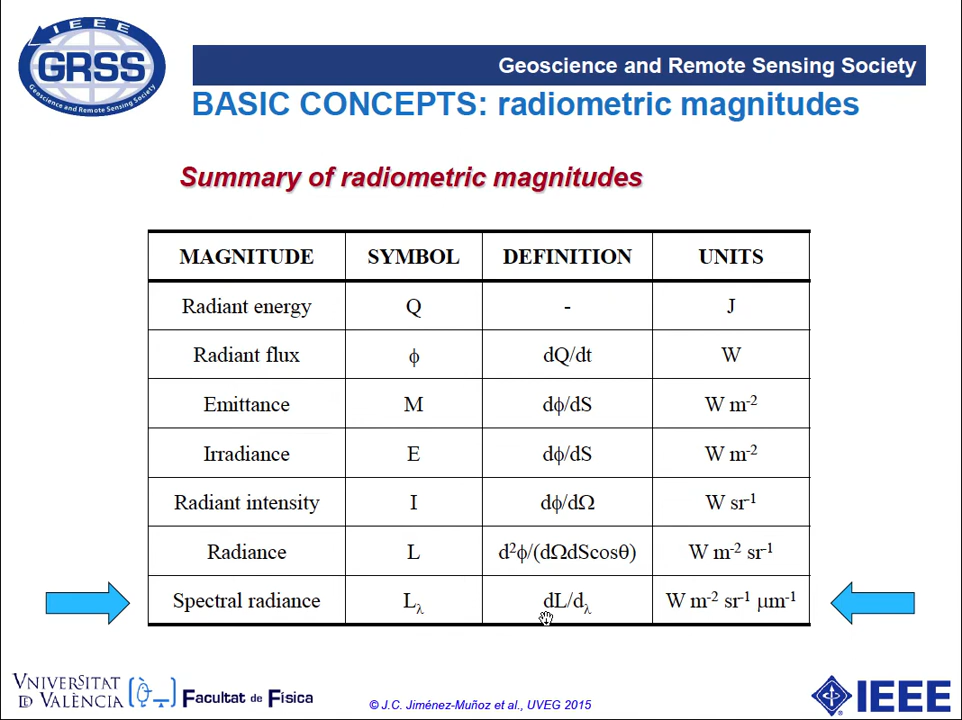 IEEE
GRSS
Geoscience and Remote Sensing Society
Geoscience and Remote Sensing Society
BASIC CONCEPTS: radiometric magnitudes
Summary of radiometric magnitudes
MAGNITUDE SYMBOL DEFINITION UNITS
Radiant energy Q - J
Radiant flux ϕ dQ/dt W
Emittance M dϕ/dS W m⁻²
Irradiance E dϕ/dS W m⁻²
Radiant intensity I dϕ/dΩ W sr⁻¹
Radiance L d²ϕ/(dΩdScosθ) W m⁻² sr⁻¹
Spectral radiance Lλ dL/dλ W m⁻² sr⁻¹ μm⁻¹
VNIVERSITAT
DE VALÈNCIA
Facultat de Física
© J.C. Jiménez-Muñoz et al., UVEG 2015
IEEE